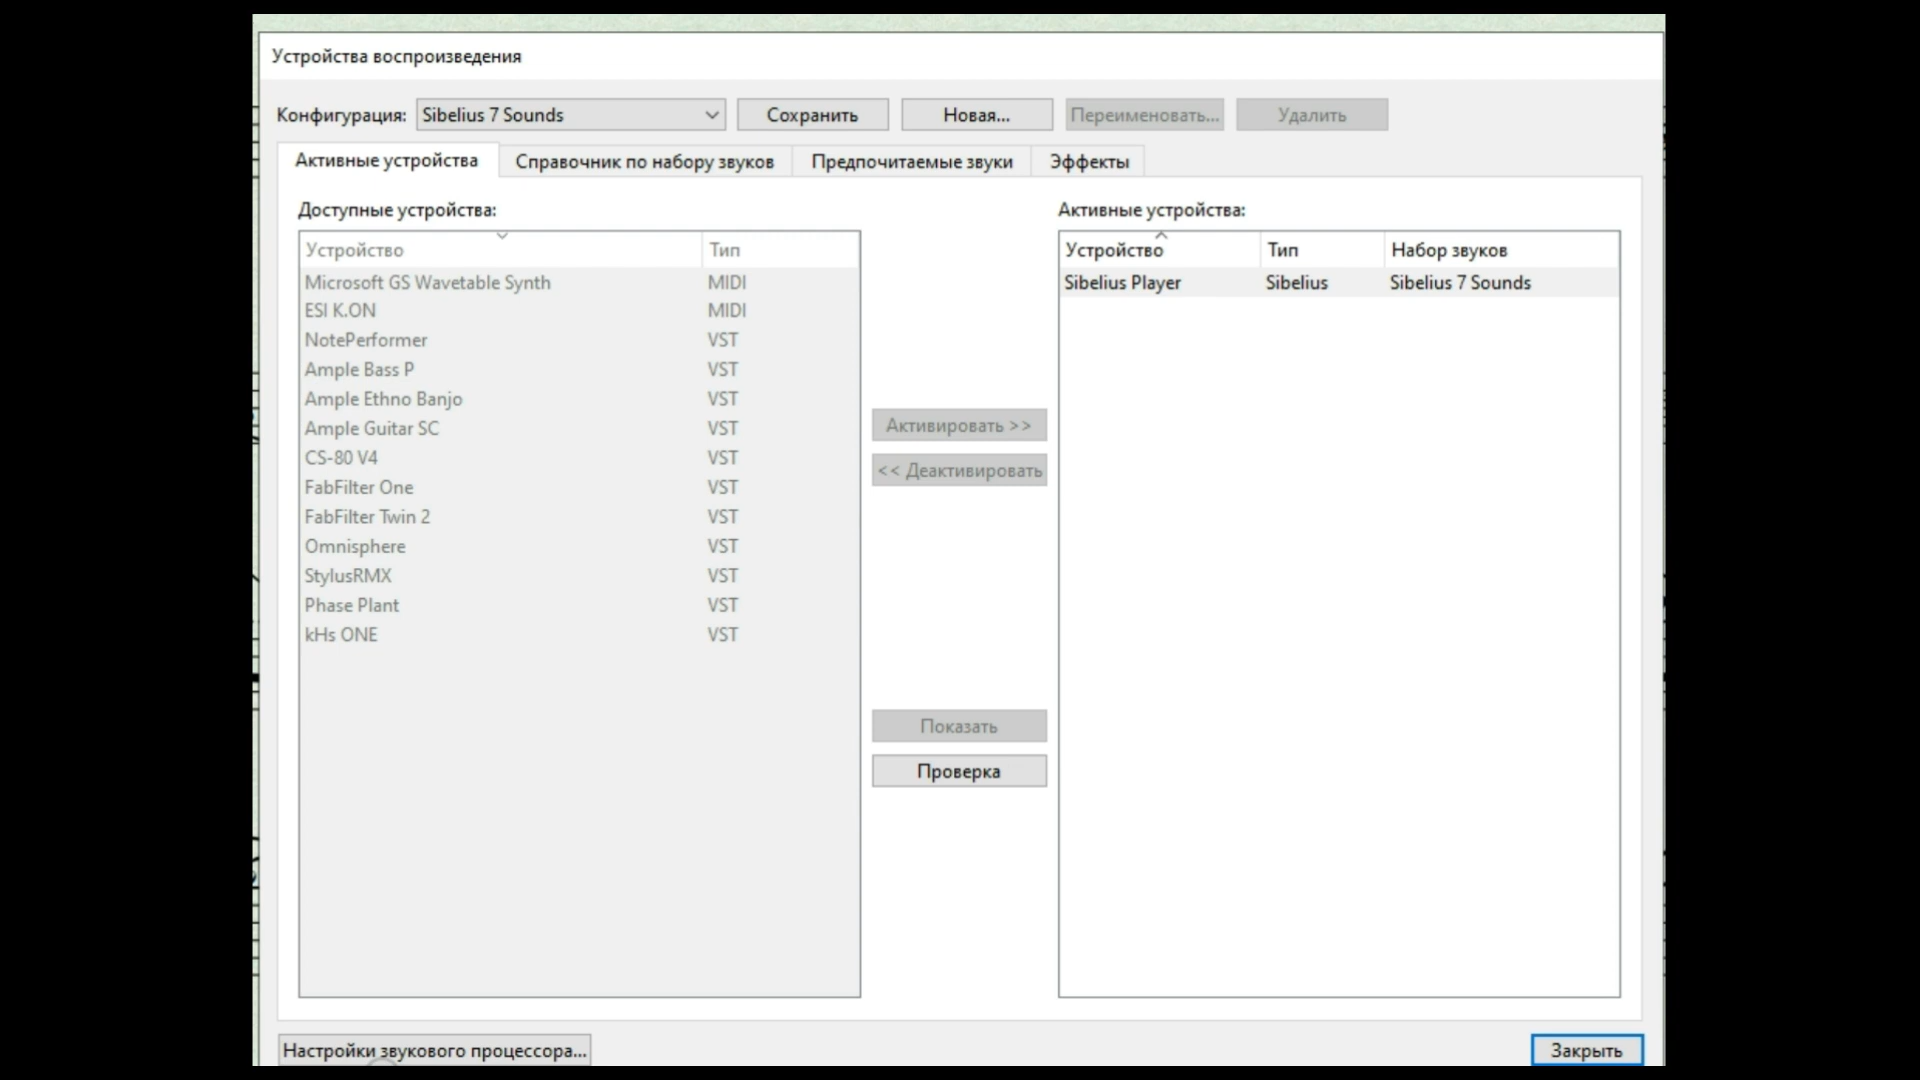 Устройства воспроизведения
Конфигурация: Sibelius 7 Sounds Сохранить Новая... Переименовать... Удалить
Активные устройства Справочник по набору звуков Предпочитаемые звуки Эффекты
Доступные устройства: Активные устройства:
Устройство Тип Устройство Тип Набор звуков
Microsoft GS Wavetable Synth MIDI Sibelius Player Sibelius Sibelius 7 Sounds
ESI K.ON MIDI
NotePerformer VST
Ample Bass P VST
Ample Ethno Banjo VST
Ample Guitar SC VST
Активировать >>
CS-80 V4 VST
<< Деактивировать
FabFilter One VST
FabFilter Twin 2 VST
Omnisphere VST
StylusRMX VST
Phase Plant VST
kHs ONE VST
Показать
Проверка
Настройки звукового процессора... Закрыть